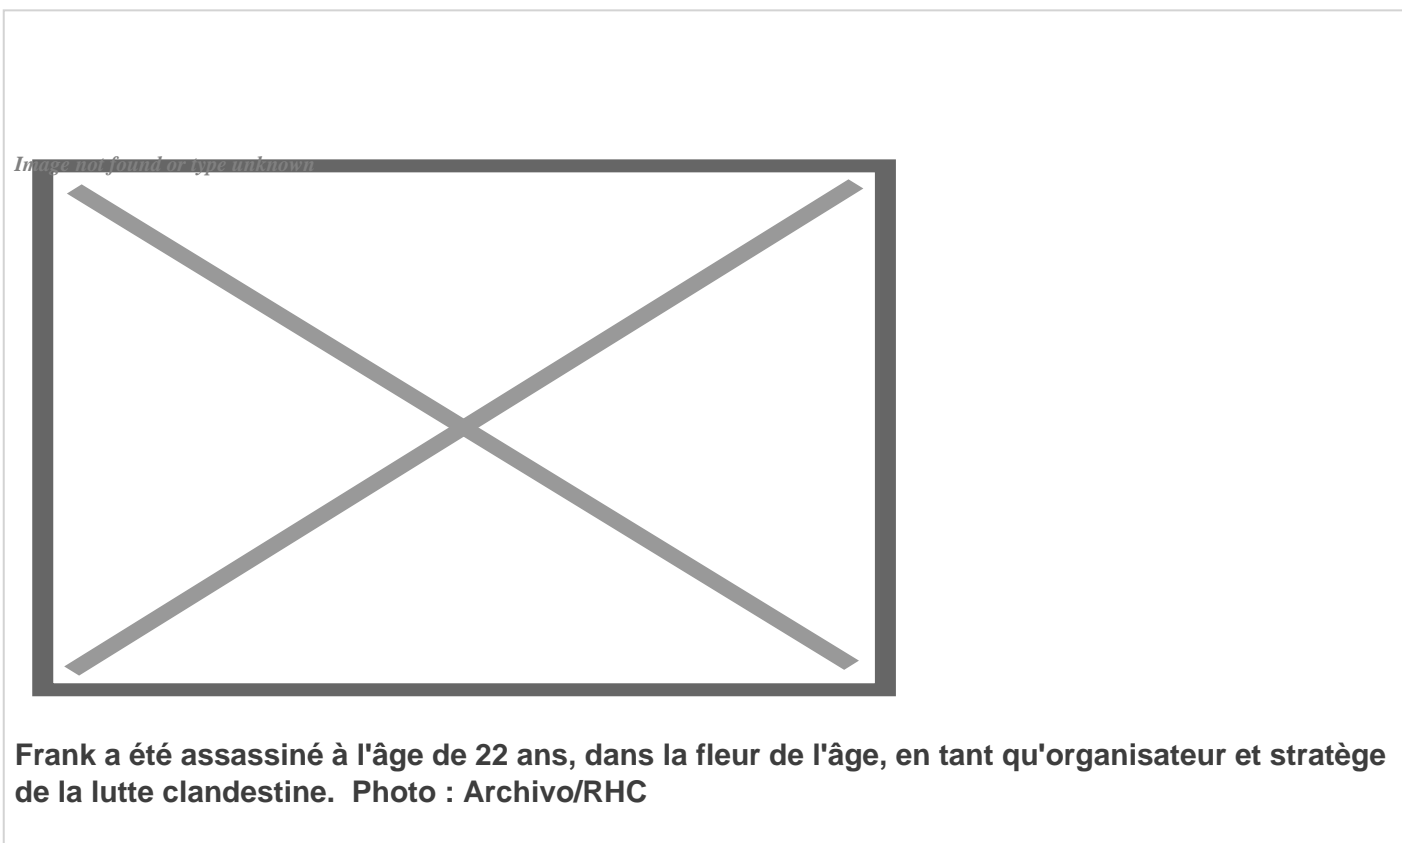 Image not found or type unknown
Frank a été assassiné à l'âge de 22 ans, dans la fleur de l'âge, en tant qu'organisateur et stratège
de la lutte clandestine.  Photo : Archivo/RHC